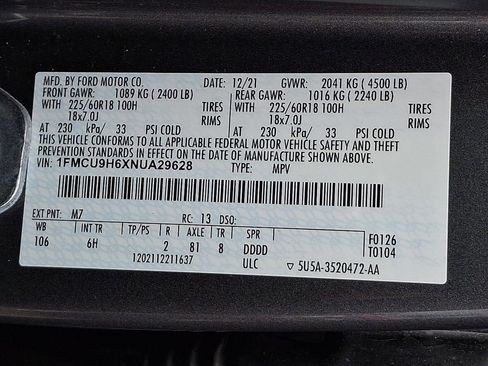 MFD. BY FORD MOTOR CO. DATE: 12/21 GVWR: 2041 KG (4500 LB)
FRONT GAWR: 1089 KG (2400 LB) REAR GAWR: 1016 KG (2240 LB)
WITH 225/60R18 100H TIRES WITH 225/60R18 100H TIRES
18x7.0J RIMS 18x7.0J RIMS
AT 230 kPa/ 33 PSI COLD AT 230 kPa/ 33 PSI COLD
THIS VEHICLE CONFORMS TO ALL APPLICABLE FEDERAL MOTOR VEHICLE SAFETY AND THEFT
PREVENTION STANDARDS IN EFFECT ON THE DATE OF MANUFACTURE SHOWN ABOVE.
VIN: 1FMCU9H6XNUA29628 TYPE: MPV
EXT PNT: M7 RC: 13 DSO:
WB INT TR TP/PS R AXLE TR SPR F0126
106 6H 2 81 8 DDDD T0104
1202112211637 ULC 5U5A-3520472-AA